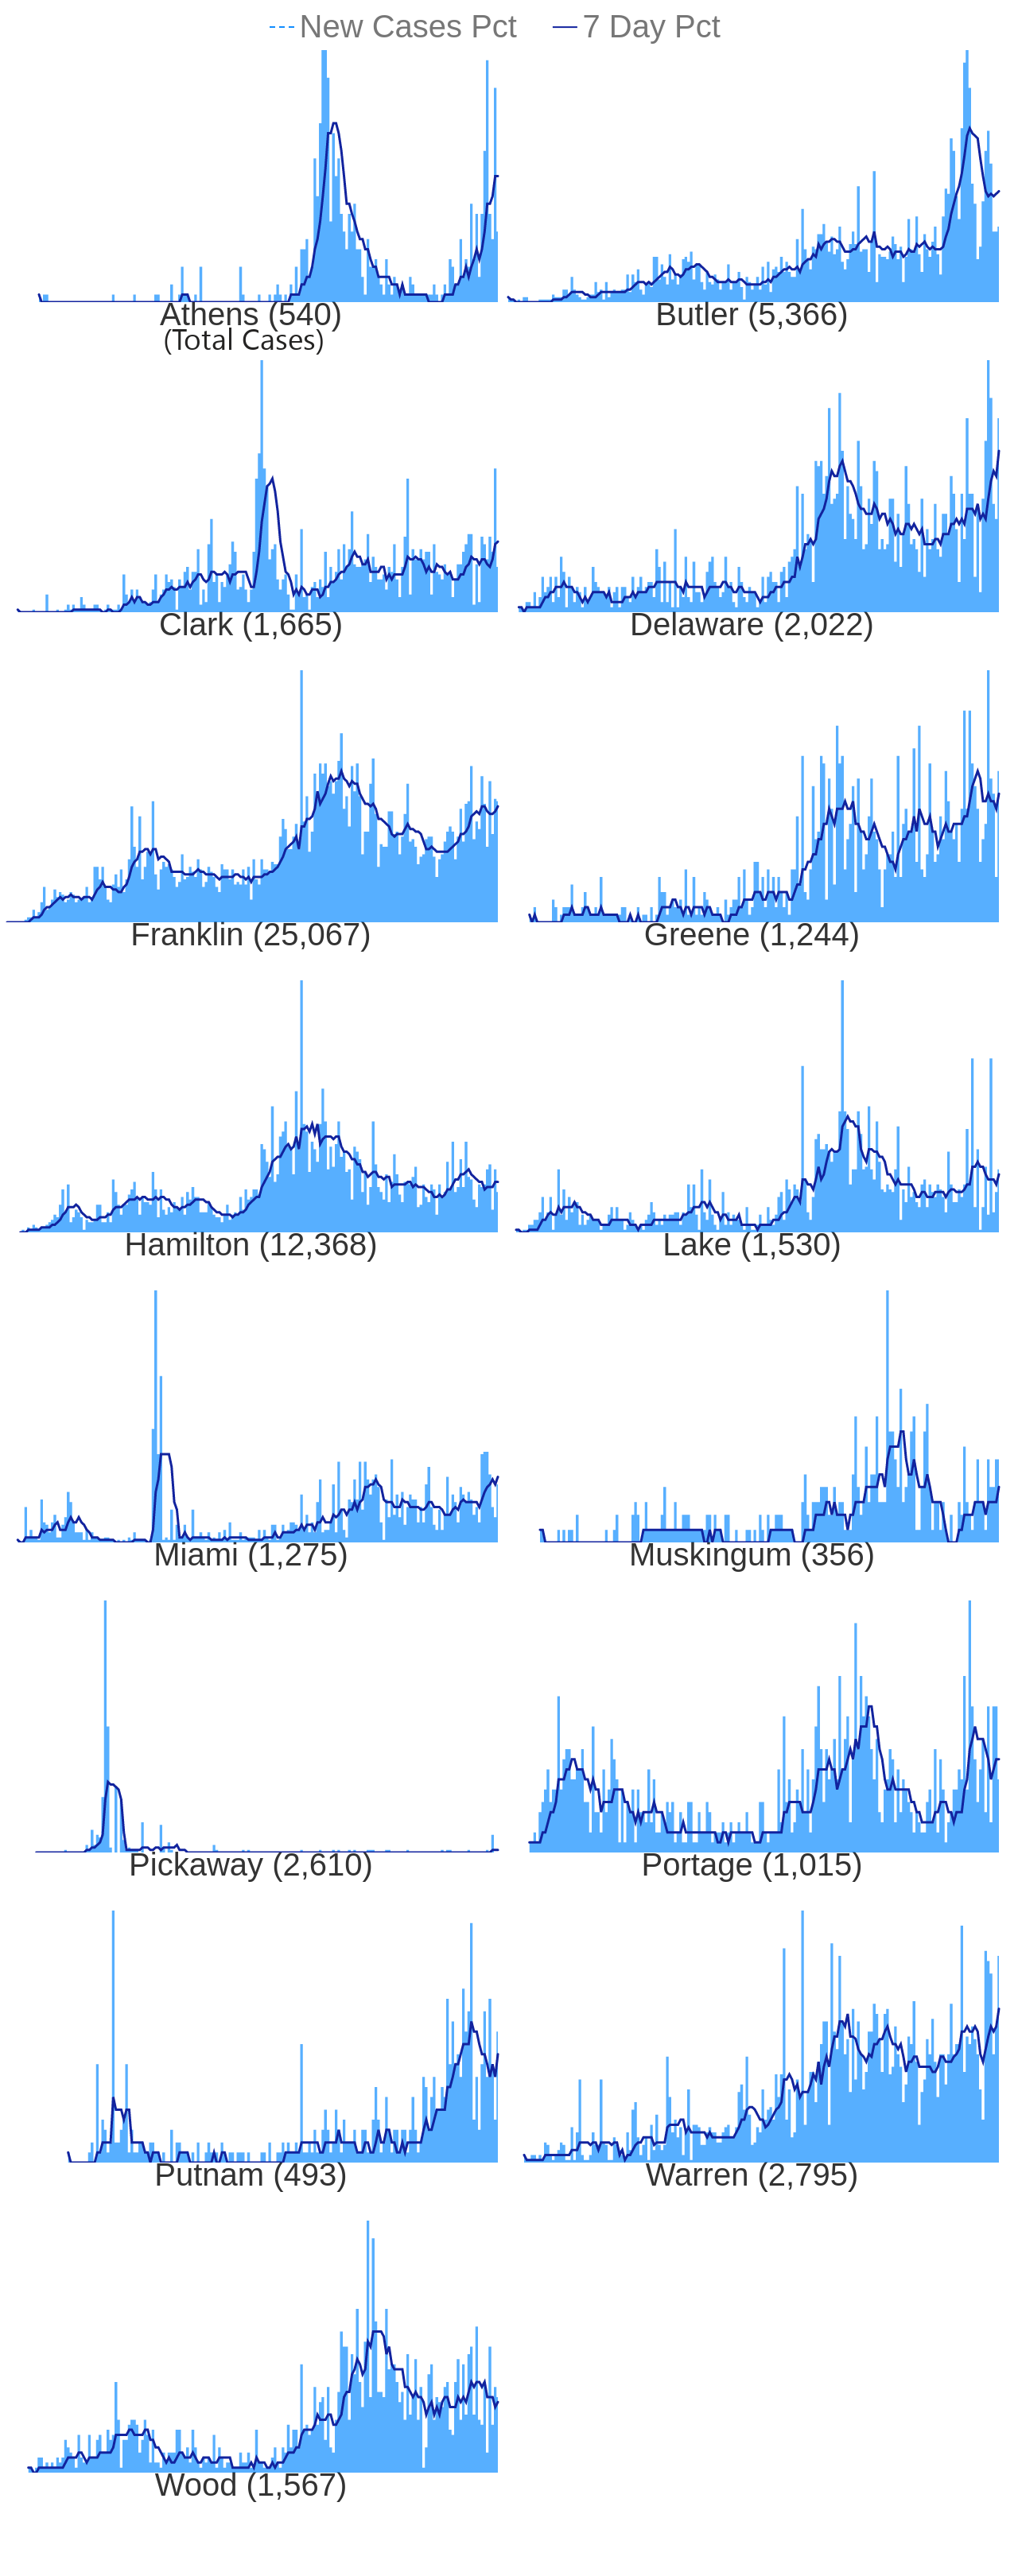 New Cases Pct 7 Day Pct
Athens (540) Butler (5,366)
(Total Cases)
Clark (1,665) Delaware (2,022)
Franklin (25,067) Greene (1,244)
Hamilton (12,368) Lake (1,530)
Miami (1,275) Muskingum (356)
Pickaway (2,610) Portage (1,015)
Putnam (493) Warren (2,795)
Wood (1,567)